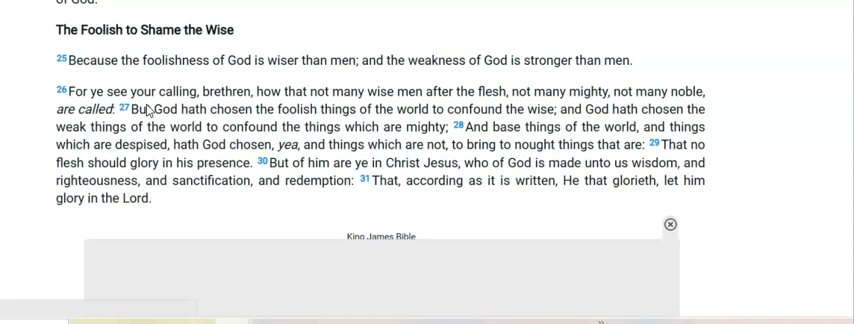 of God.
The Foolish to Shame the Wise
25 Because the foolishness of God is wiser than men; and the weakness of God is stronger than men.
26 For ye see your calling, brethren, how that not many wise men after the flesh, not many mighty, not many noble,
are called: 27 But God hath chosen the foolish things of the world to confound the wise; and God hath chosen the
weak things of the world to confound the things which are mighty; 28 And base things of the world, and things
which are despised, hath God chosen, yea, and things which are not, to bring to nought things that are: 29 That no
flesh should glory in his presence. 30 But of him are ye in Christ Jesus, who of God is made unto us wisdom, and
righteousness, and sanctification, and redemption: 31 That, according as it is written, He that glorieth, let him
glory in the Lord.
King James Bible